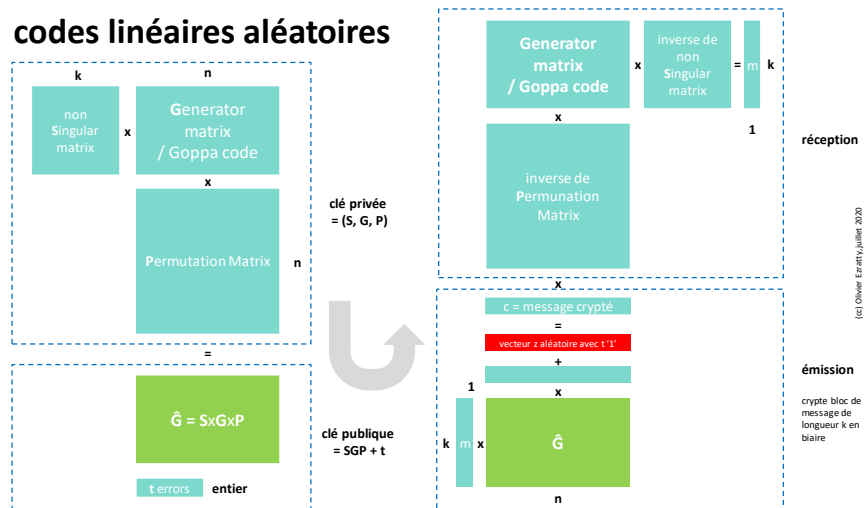 codes linéaires aléatoires
k
n
non
Singular
matrix
x
Generator
matrix
/ Goppa code
x
Permutation Matrix
n
clé privée
= (S, G, P)
=
Ĝ = SxGxP
clé publique
= SGP + t
t errors
entier
Generator
matrix
/ Goppa code
x
inverse de
non
Singular
matrix
=
m
k
1
x
inverse de
Permunation
Matrix
réception
x
c = message crypté
=
vecteur z aléatoire avec t '1'
+
1
x
k
m
x
Ĝ
n
émission
crypte bloc de
message de
longueur k en
biaire
(cc) Olivier Ezratty, juillet 2020